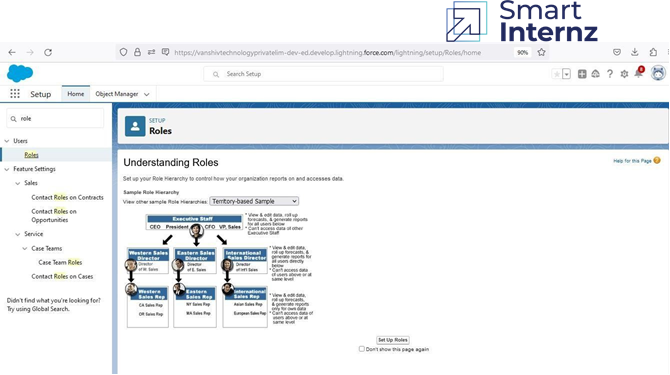 Smart
Internz
https://vanshivtechnologyprivatelim-dev-ed.develop.lightning.force.com/lightning/setup/Roles/home
90%
Search Setup
8
Setup
Home
Object Manager
role
SETUP
Roles
Users
Roles
Feature Settings
Sales
Contact Roles on Contracts
Contact Roles on
Opportunities
Service
Case Teams
Case Team Roles
Contact Roles on Cases
Didn't find what you're looking for?
Try using Global Search.
Understanding Roles
Help for this Page
Set up your Role Hierarchy to control how your organization reports on and accesses data.
Sample Role Hierarchy
View other sample Role Hierarchies: Territory-based Sample
Executive Staff
CEO President CFO VP, Sales
* View & edit data, roll up
forecasts, & generate reports
for all users below
* Can't access data of other
Executive Staff
Western Sales
Director
Director
of W. Sales
Eastern Sales
Director
Director
of E. Sales
International
Sales Director
Director
of Int'l Sales
* View & edit data,
roll up forecasts, &
generate reports
for all users directly
below
* Can't access data
of users above or at
same level
Western
Sales Rep
CA Sales Rep
OR Sales Rep
Eastern
Sales Rep
NY Sales Rep
MA Sales Rep
International
Sales Rep
Asian Sales Rep
European Sales Rep
* View & edit data,
roll up forecasts,
& generate reports
only for own data
* Can't access data of
users above or at
same level
Set Up Roles
Don't show this page again